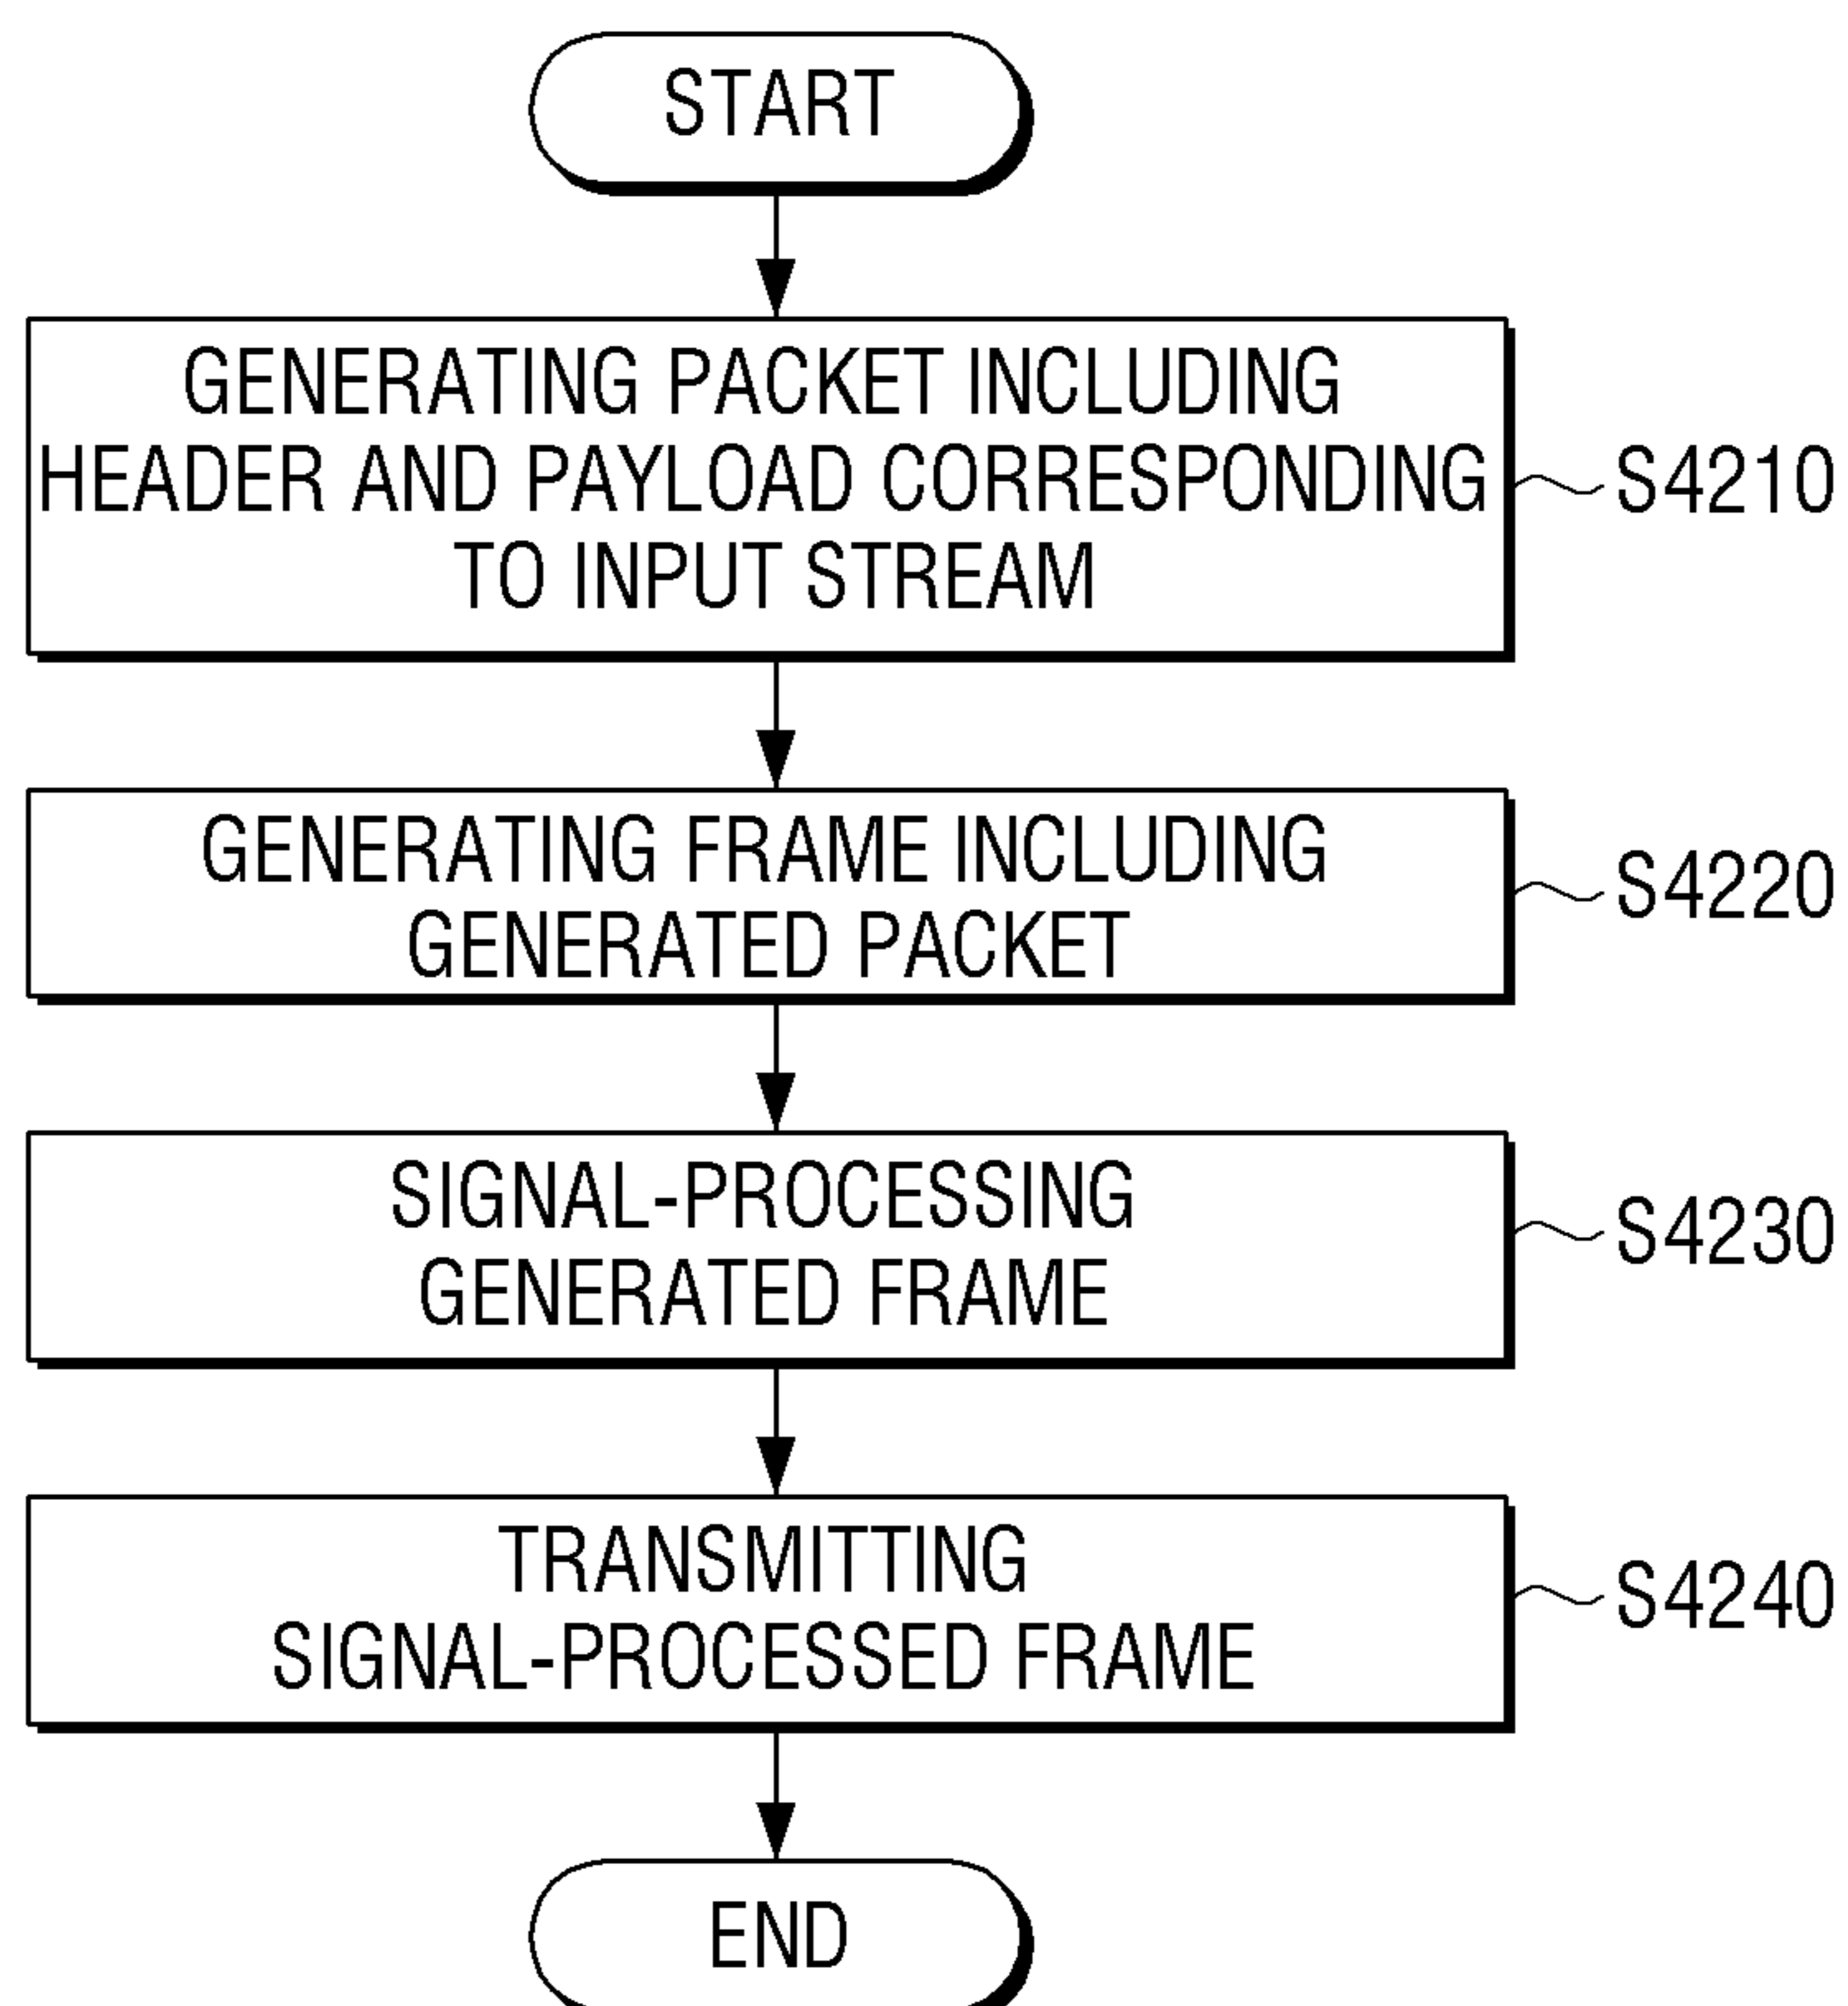 START
GENERATING PACKET INCLUDING
HEADER AND PAYLOAD CORRESPONDING
TO INPUT STREAM
S4210
GENERATING FRAME INCLUDING
GENERATED PACKET
S4220
SIGNAL-PROCESSING
GENERATED FRAME
S4230
TRANSMITTING
SIGNAL-PROCESSED FRAME
S4240
END